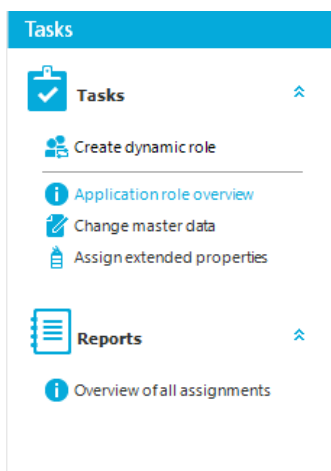 Tasks
Tasks
Create dynamic role
Application role overview
Change master data
Assign extended properties
Reports
Overview of all assignments